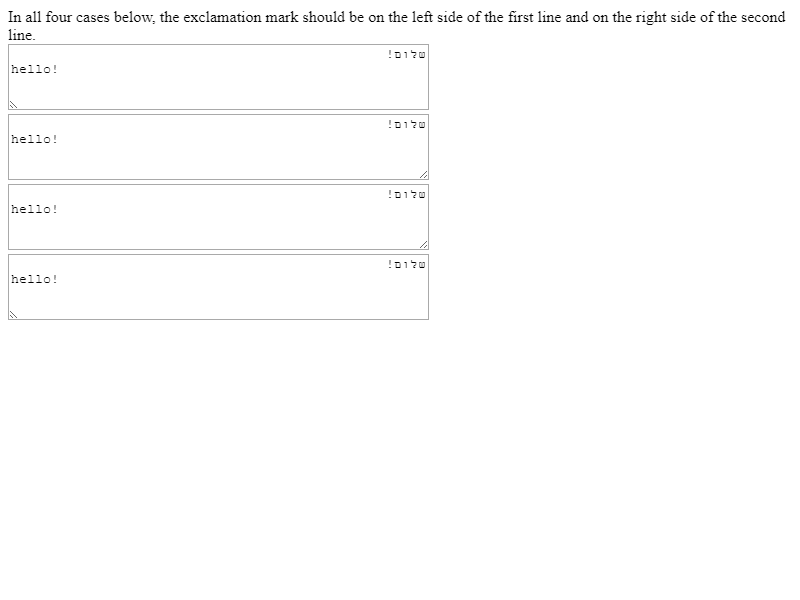 In all four cases below, the exclamation mark should be on the left side of the first line and on the right side of the second
line.
שלום!
hello!
שלום!
hello!
שלום!
hello!
שלום!
hello!